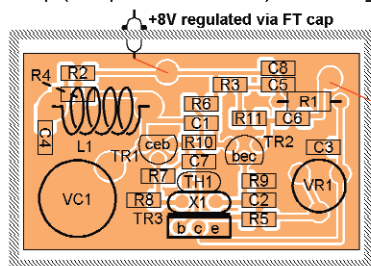 +8V regulated via FT cap
R4
R2
C8
R3
C5
R6
R1
C1
R11
C6
C4
L1
TR1
ceb
R10
bec
TR2
C3
C7
R7
TH1
R9
VC1
VR1
R8
X1
C2
TR3
R5
b c e